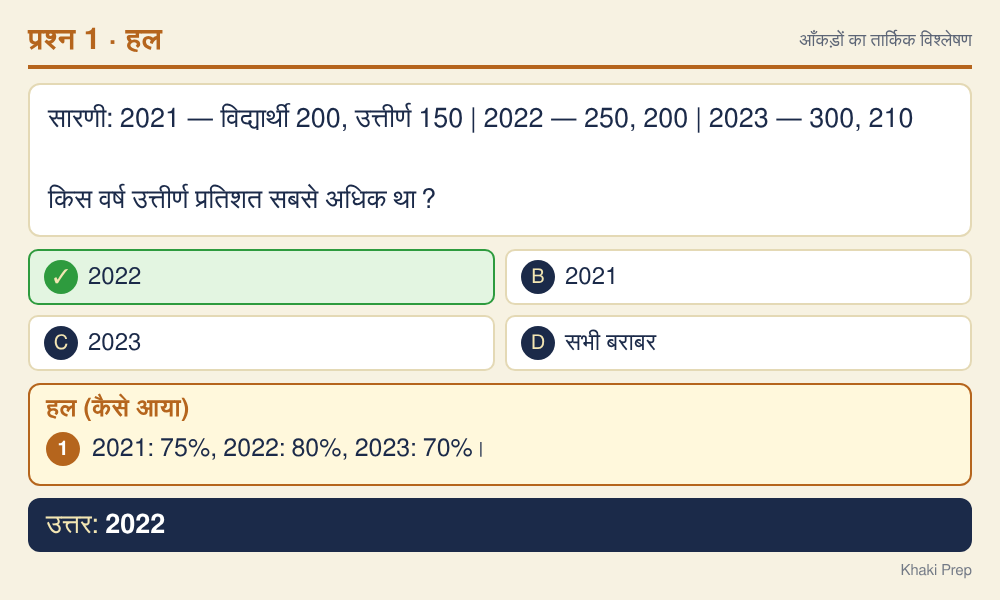 प्रश्न 1 · हल
आँकड़ों का तार्किक विश्लेषण
सारणी: 2021 — विद्यार्थी 200, उत्तीर्ण 150 | 2022 — 250, 200 | 2023 — 300, 210
किस वर्ष उत्तीर्ण प्रतिशत सबसे अधिक था ?
✓ 2022
B 2021
C 2023
D सभी बराबर
हल (कैसे आया)
1 2021: 75%, 2022: 80%, 2023: 70%।
उत्तर: 2022
Khaki Prep